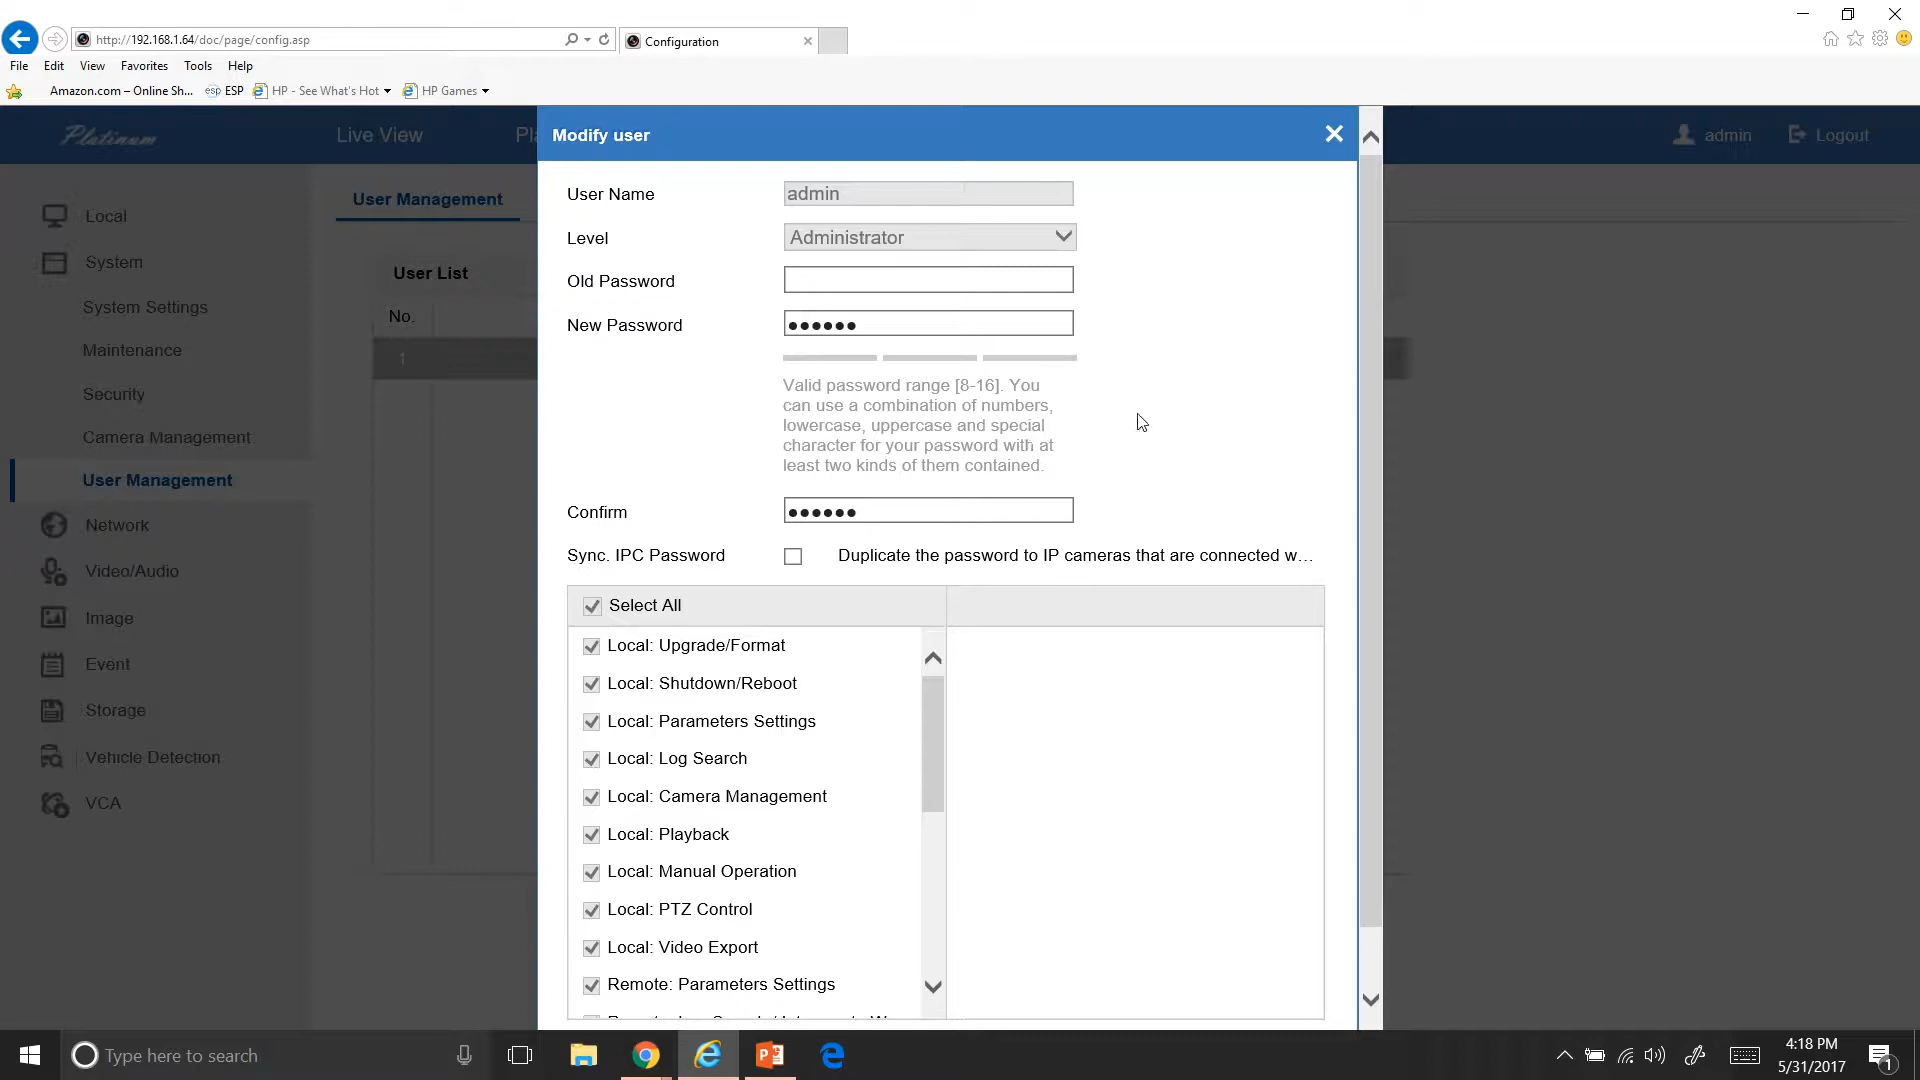 http://192.168.1.64/doc/page/config.asp
Configuration
File Edit View Favorites Tools Help
Amazon.com – Online Sh...
esp ESP
HP - See What's Hot
HP Games
Platinum
Live View
Pl
admin
Logout
Modify user
Local
System
System Settings
Maintenance
Security
Camera Management
User Management
Network
Video/Audio
Image
Event
Storage
Vehicle Detection
VCA
User Management
User List
No.
1
User Name
admin
Level
Administrator
Old Password
New Password
••••••
Valid password range [8-16]. You
can use a combination of numbers,
lowercase, uppercase and special
character for your password with at
least two kinds of them contained.
Confirm
••••••
Sync. IPC Password
Duplicate the password to IP cameras that are connected w...
Select All
Local: Upgrade/Format
Local: Shutdown/Reboot
Local: Parameters Settings
Local: Log Search
Local: Camera Management
Local: Playback
Local: Manual Operation
Local: PTZ Control
Local: Video Export
Remote: Parameters Settings
Type here to search
4:18 PM
5/31/2017
1